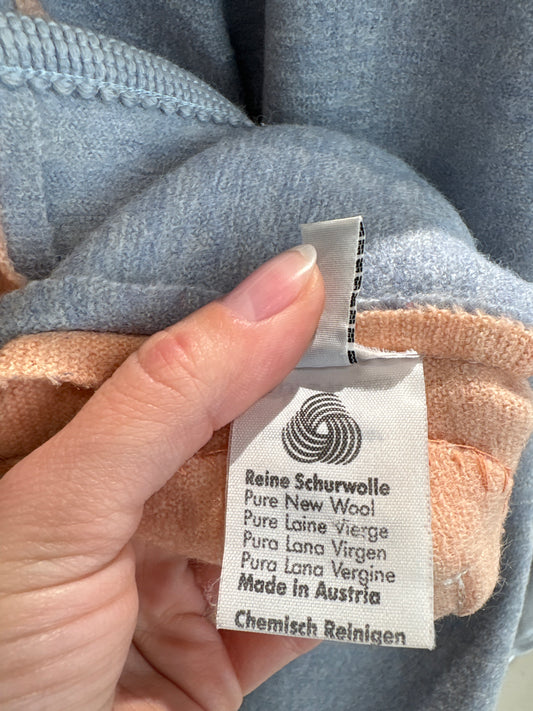 Reine Schurwolle
Pure New Wool
Pure Laine Vierge
Pura Lana Virgen
Pura Lana Vergine
Made in Austria
Chemisch Reinigen